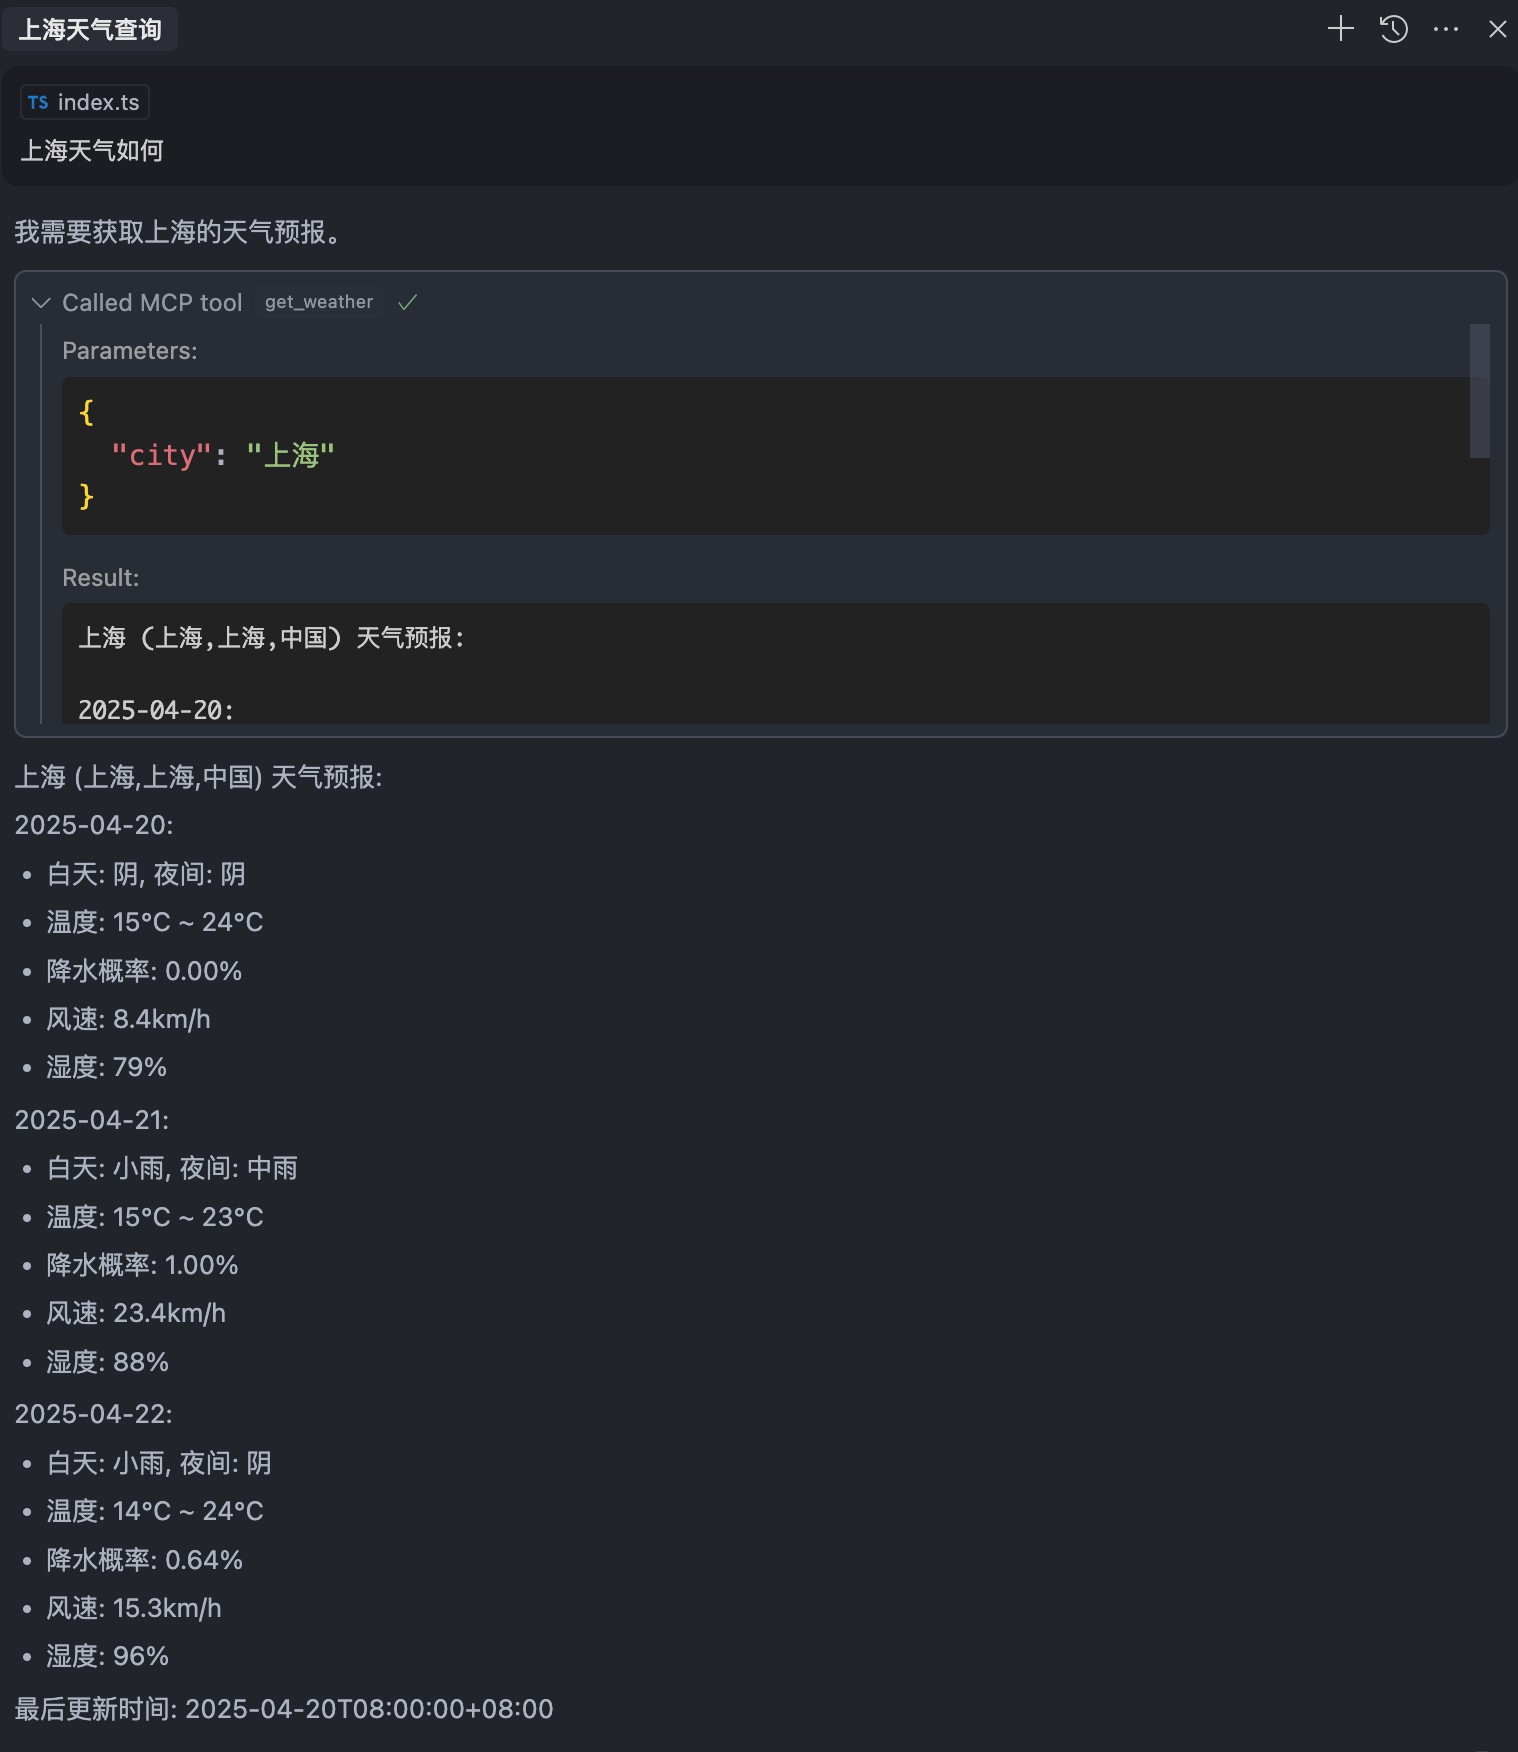 上海天气查询
TS index.ts
上海天气如何
我需要获取上海的天气预报。
Called MCP tool get_weather
Parameters:
{
"city": "上海"
}
Result:
上海 (上海,上海,中国) 天气预报:
2025-04-20:
上海 (上海,上海,中国) 天气预报:
2025-04-20:
• 白天: 阴, 夜间: 阴
• 温度: 15°C ~ 24°C
• 降水概率: 0.00%
• 风速: 8.4km/h
• 湿度: 79%
2025-04-21:
• 白天: 小雨, 夜间: 中雨
• 温度: 15°C ~ 23°C
• 降水概率: 1.00%
• 风速: 23.4km/h
• 湿度: 88%
2025-04-22:
• 白天: 小雨, 夜间: 阴
• 温度: 14°C ~ 24°C
• 降水概率: 0.64%
• 风速: 15.3km/h
• 湿度: 96%
最后更新时间: 2025-04-20T08:00:00+08:00